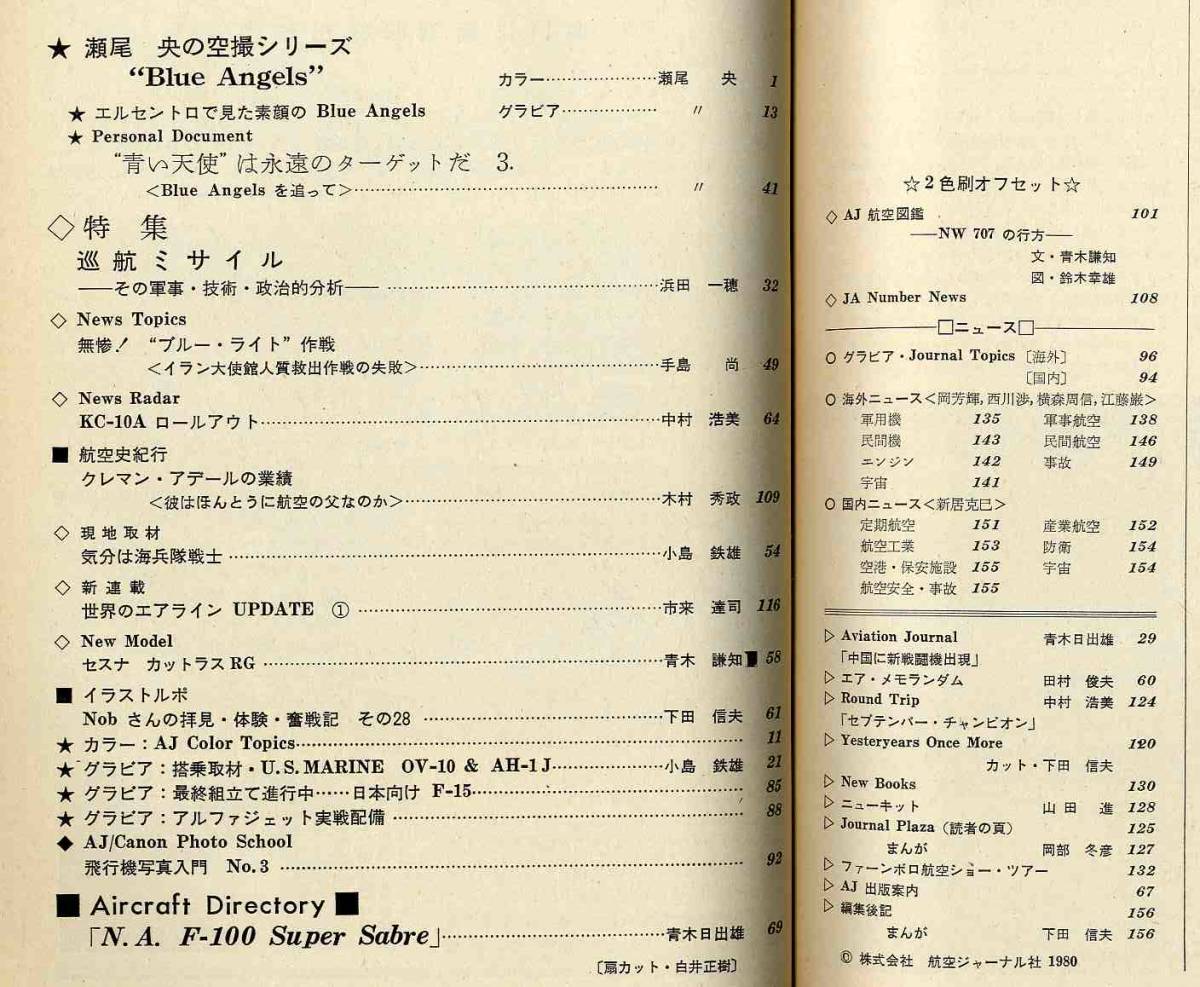 ★ 瀬尾 央の空撮シリーズ
“Blue Angels” カラー…………………瀬尾 央 1
★ エルセントロで見た素顔の Blue Angels グラビア……………… 〃 13
★ Personal Document
“青い天使”は永遠のターゲットだ 3.
<Blue Angels を追って>……………………………………………… 〃 41
◇ 特集
巡航ミサイル
——その軍事・技術・政治的分析—— ………………………………………浜田 一穂 32
◇ News Topics
無惨! “ブルー・ライト”作戦
<イラン大使館人質救出作戦の失敗>……………………………………手島 尚 49
◇ News Radar
KC-10A ロールアウト……………………………………………………………中村 浩美 64
■ 航空史紀行
クレマン・アデールの業績
<彼はほんとうに航空の父なのか>………………………………………木村 秀政 109
◇ 現地取材
気分は海兵隊戦士 …………………………………………………………………小島 鉄雄 54
◇ 新連載
世界のエアライン UPDATE ① ……………………………………………市来 達司 116
◇ New Model
セスナ カットラス RG ……………………………………………………………青木 謙知 58
■ イラストルポ
Nob さんの拝見・体験・奮戦記 その28 …………………………………下田 信夫 61
★ カラー:AJ Color Topics…………………………………………………………………… 11
★ グラビア:搭乗取材・U.S. MARINE OV-10 & AH-1J………………小島 鉄雄 21
★ グラビア:最終組立て進行中……日本向け F-15……………………………………… 85
★ グラビア:アルファジェット実戦配備 ………………………………………………… 88
◆ AJ/Canon Photo School
飛行機写真入門 No.3 …………………………………………………………………… 92
■ Aircraft Directory ■
「N. A. F-100 Super Sabre」……………………………………青木日出雄 69
〔扇カット・白井正樹〕
☆2色刷オフセット☆
◇ AJ 航空図鑑 101
——NW 707 の行方——
文・青木謙知
図・鈴木幸雄
◇ JA Number News 108
□ニュース□
○ グラビア・Journal Topics〔海外〕 96
〔国内〕 94
○ 海外ニュース<岡芳輝,西川渉,横森周信,江藤巌>
軍用機 135 軍事航空 138
民間機 143 民間航空 146
エンジン 142 事故 149
宇宙 141
○ 国内ニュース<新居克巳>
定期航空 151 産業航空 152
航空工業 153 防衛 154
空港・保安施設 155 宇宙 154
航空安全・事故 155
▷ Aviation Journal 青木日出雄 29
「中国に新戦闘機出現」
▷ エア・メモランダム 田村 俊夫 60
▷ Round Trip 中村 浩美 124
「セプテンバー・チャンピオン」
▷ Yesteryears Once More 120
カット・下田 信夫
▷ New Books 130
▷ ニューキット 山田 進 128
▷ Journal Plaza(読者の頁) 125
まんが 岡部 冬彦 127
▷ ファーンボロ航空ショー・ツアー 132
▷ AJ 出版案内 67
▷ 編集後記 156
まんが 下田 信夫 156
© 株式会社 航空ジャーナル社 1980